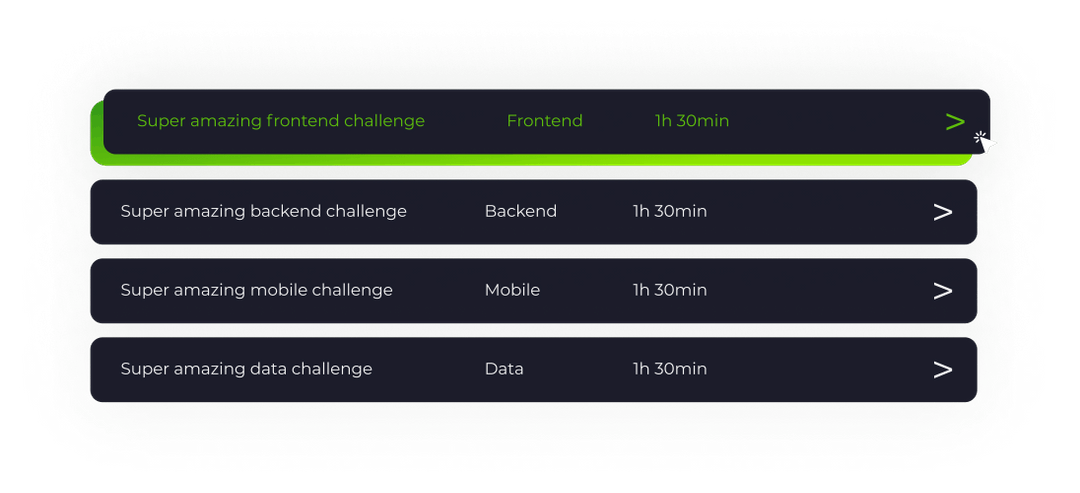 Super amazing frontend challenge Frontend 1h 30min >
Super amazing backend challenge Backend 1h 30min >
Super amazing mobile challenge Mobile 1h 30min >
Super amazing data challenge Data 1h 30min >